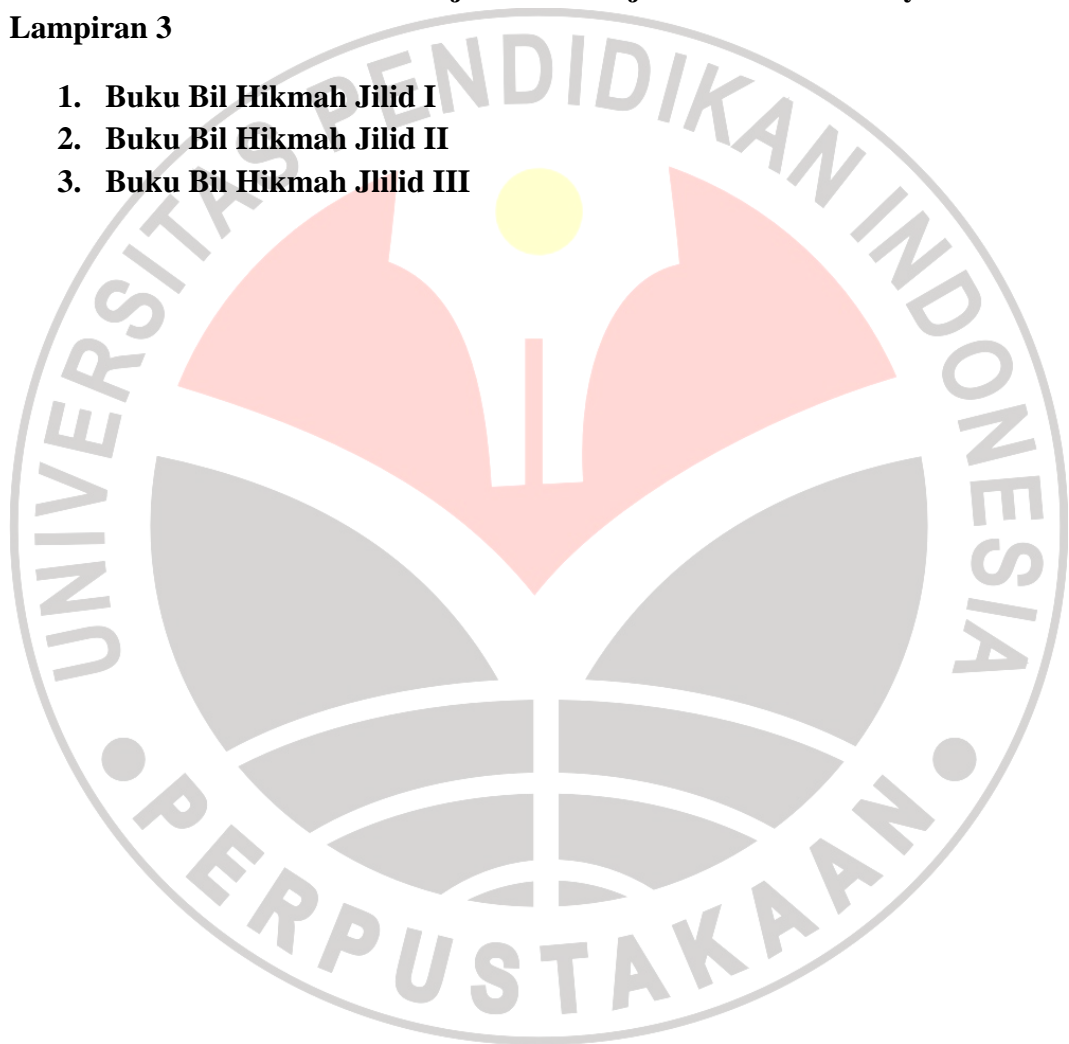 Lampiran 3
1. Buku Bil Hikmah Jilid I
2. Buku Bil Hikmah Jilid II
3. Buku Bil Hikmah Jlilid III
UNIVERSITAS PENDIDIKAN INDONESIA
PERPUSTAKAAN